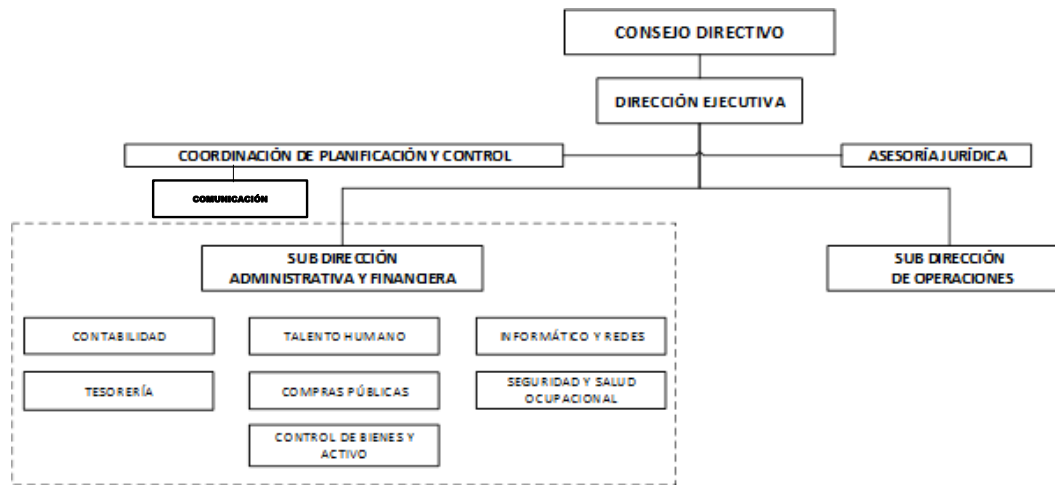 CONSEJO DIRECTIVO
DIRECCIÓN EJECUTIVA
COORDINACIÓN DE PLANIFICACIÓN Y CONTROL
ASESORÍA JURÍDICA
COMUNICACIÓN
SUB DIRECCIÓN
ADMINISTRATIVA Y FINANCIERA
SUB DIRECCIÓN
DE OPERACIONES
CONTABILIDAD
TALENTO HUMANO
INFORMÁTICO Y REDES
TESORERÍA
COMPRAS PÚBLICAS
SEGURIDAD Y SALUD
OCUPACIONAL
CONTROL DE BIENES Y
ACTIVO